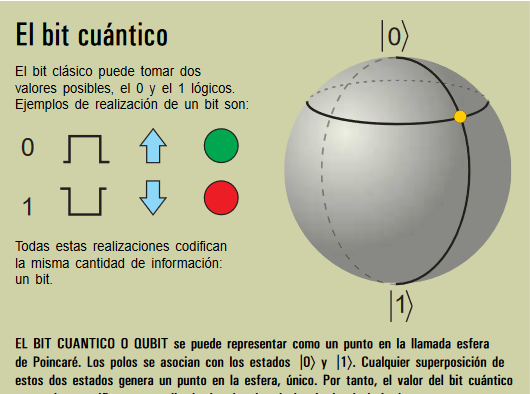 El bit cuántico
El bit clásico puede tomar dos
valores posibles, el 0 y el 1 lógicos.
Ejemplos de realización de un bit son:
0
1
Todas estas realizaciones codifican
la misma cantidad de información:
un bit.
|0⟩
|1⟩
EL BIT CUANTICO O QUBIT se puede representar como un punto en la llamada esfera
de Poincaré. Los polos se asocian con los estados |0⟩ y |1⟩. Cualquier superposición de
estos dos estados genera un punto en la esfera, único. Por tanto, el valor del bit cuántico